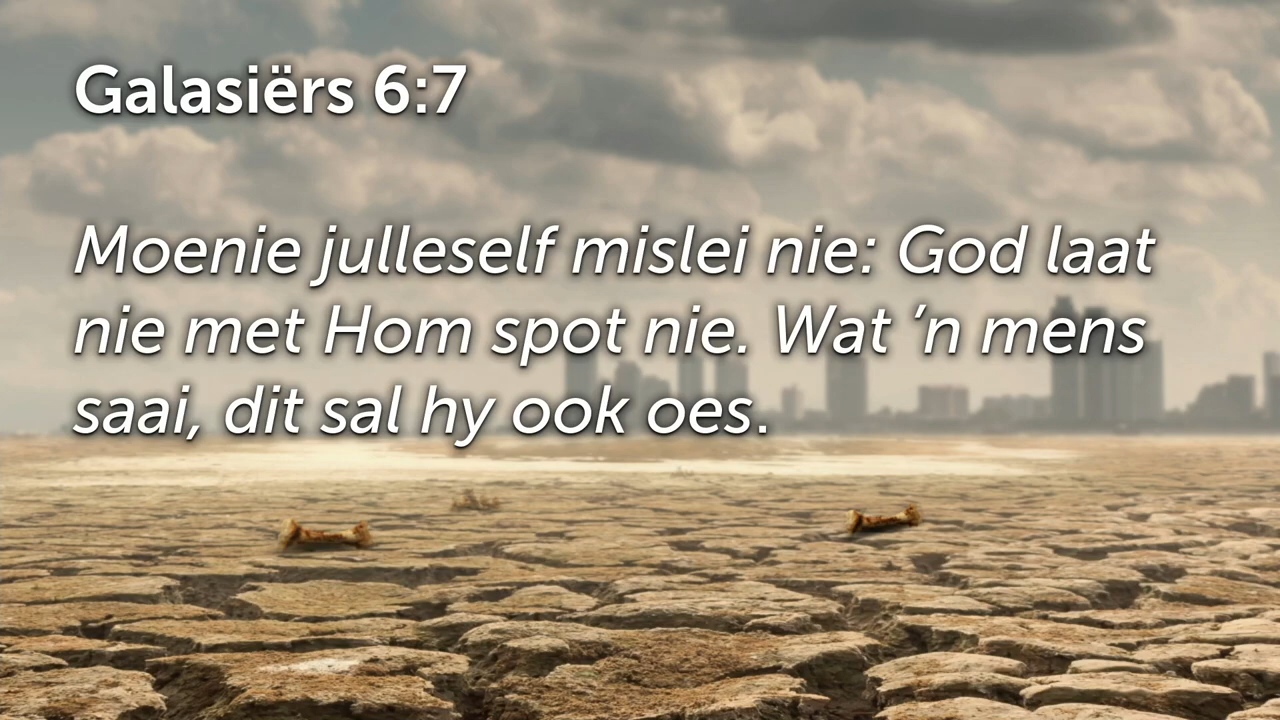 Galasiërs 6:7
Moenie julleself mislei nie: God laat
nie met Hom spot nie. Wat ’n mens
saai, dit sal hy ook oes.